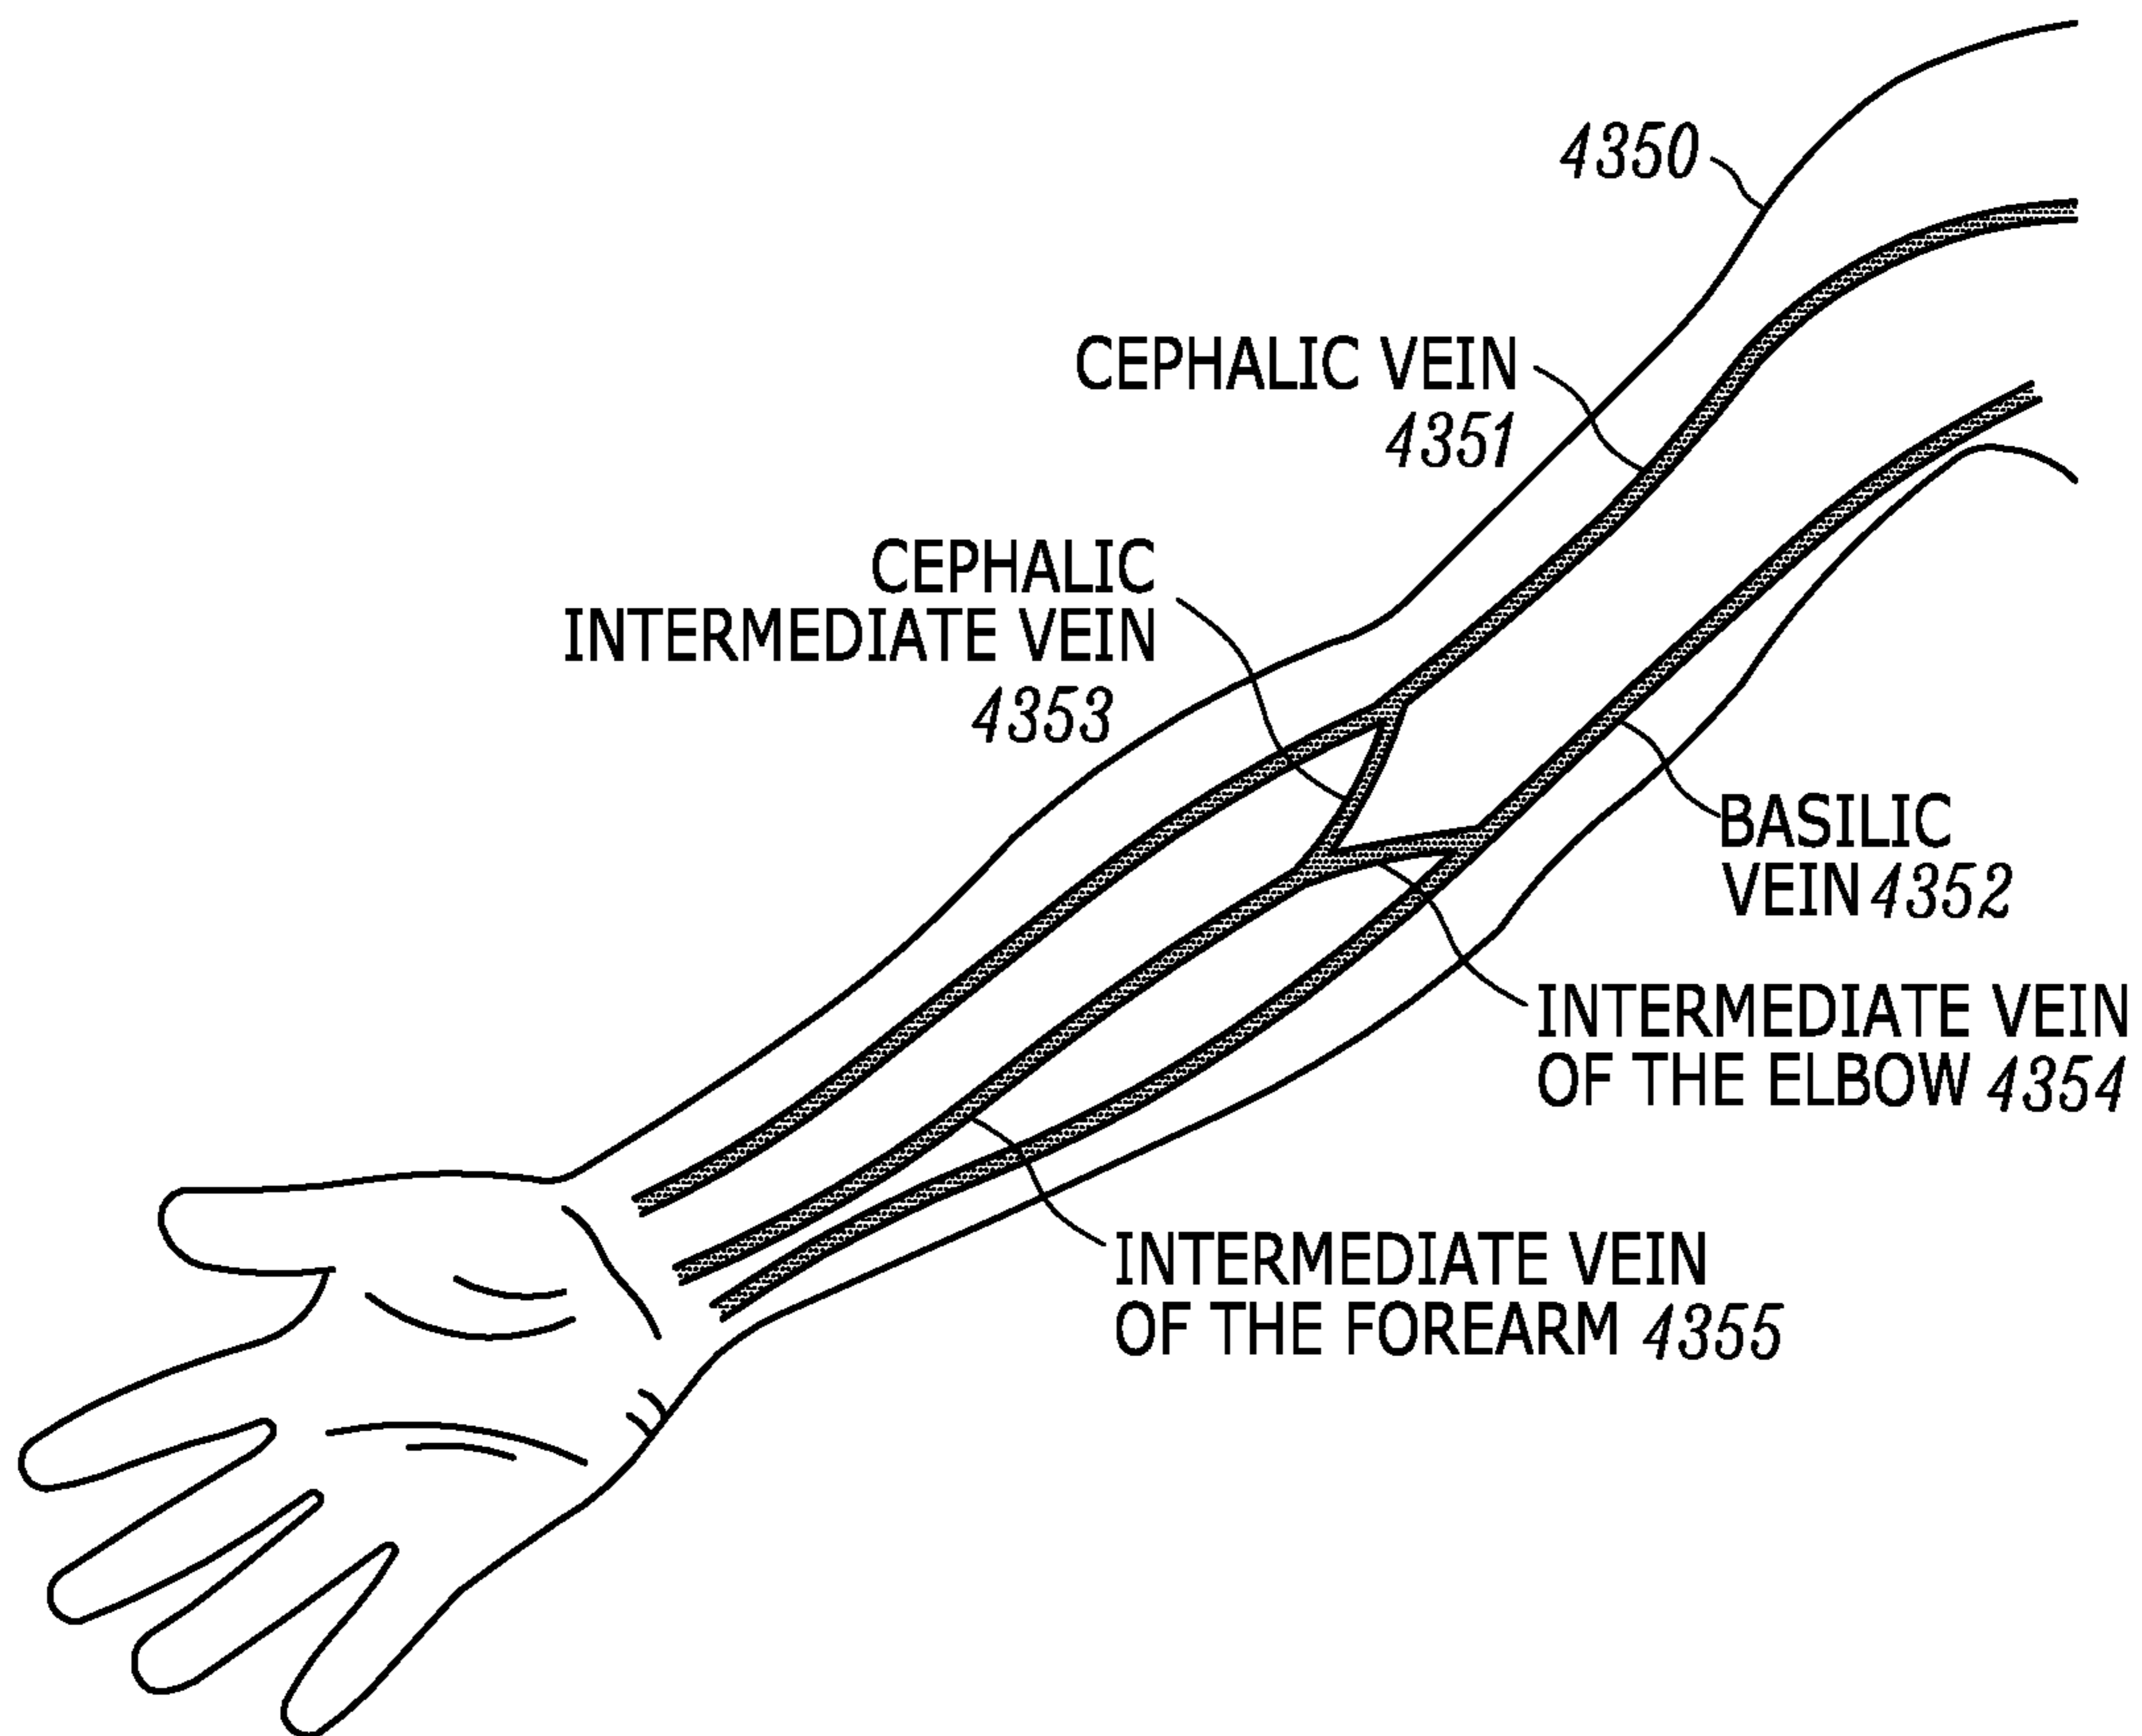 4350
CEPHALIC VEIN
4351
CEPHALIC
INTERMEDIATE VEIN
4353
BASILIC
VEIN 4352
INTERMEDIATE VEIN
OF THE ELBOW 4354
INTERMEDIATE VEIN
OF THE FOREARM 4355